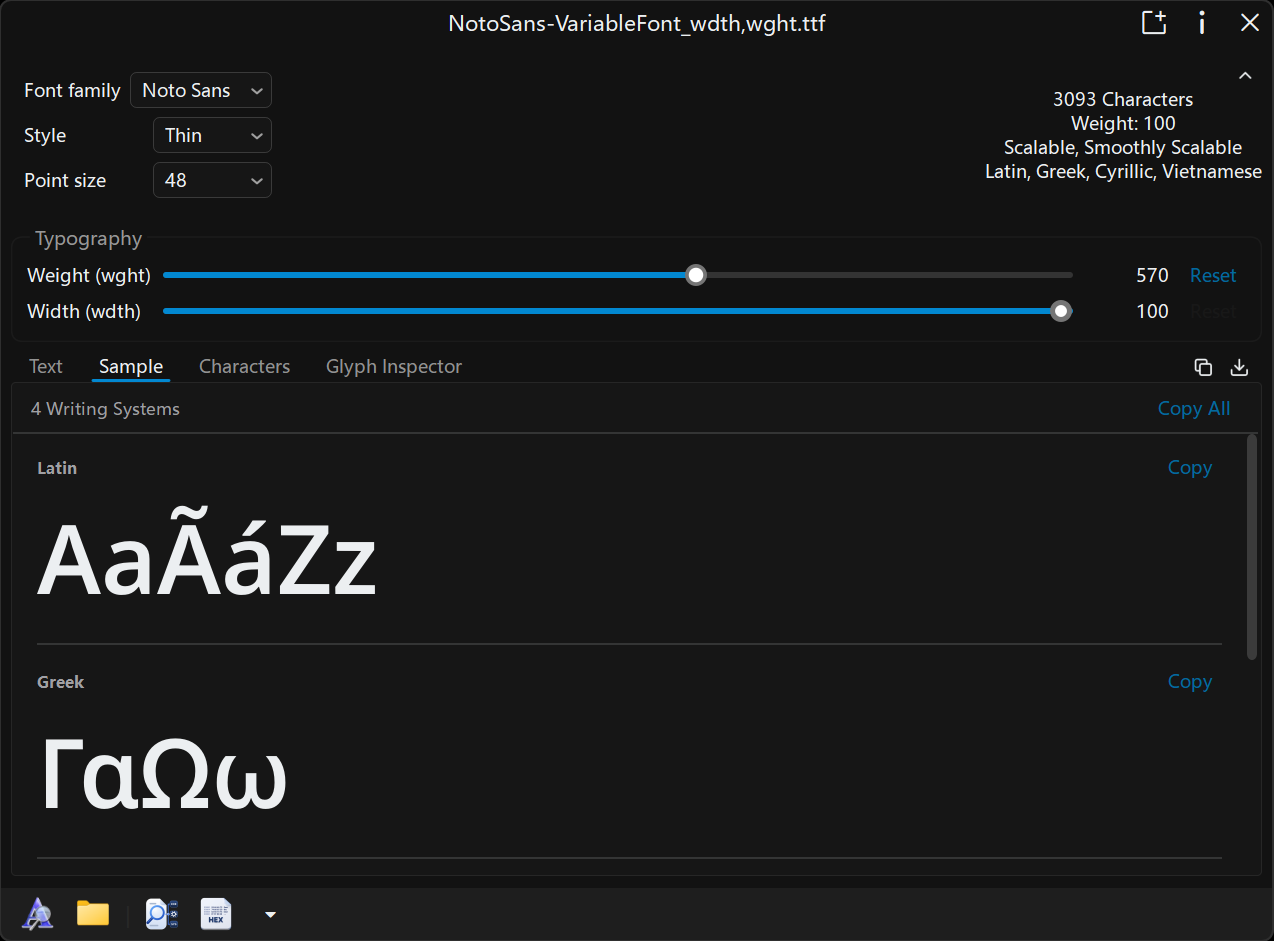 NotoSans-VariableFont_wdth,wght.ttf
Font family Noto Sans
Style Thin
Point size 48
3093 Characters
Weight: 100
Scalable, Smoothly Scalable
Latin, Greek, Cyrillic, Vietnamese
Typography
Weight (wght) 570 Reset
Width (wdth) 100 Reset
Text Sample Characters Glyph Inspector
4 Writing Systems Copy All
Latin Copy
AaÃáZz
Greek Copy
ΓαΩω
HEX